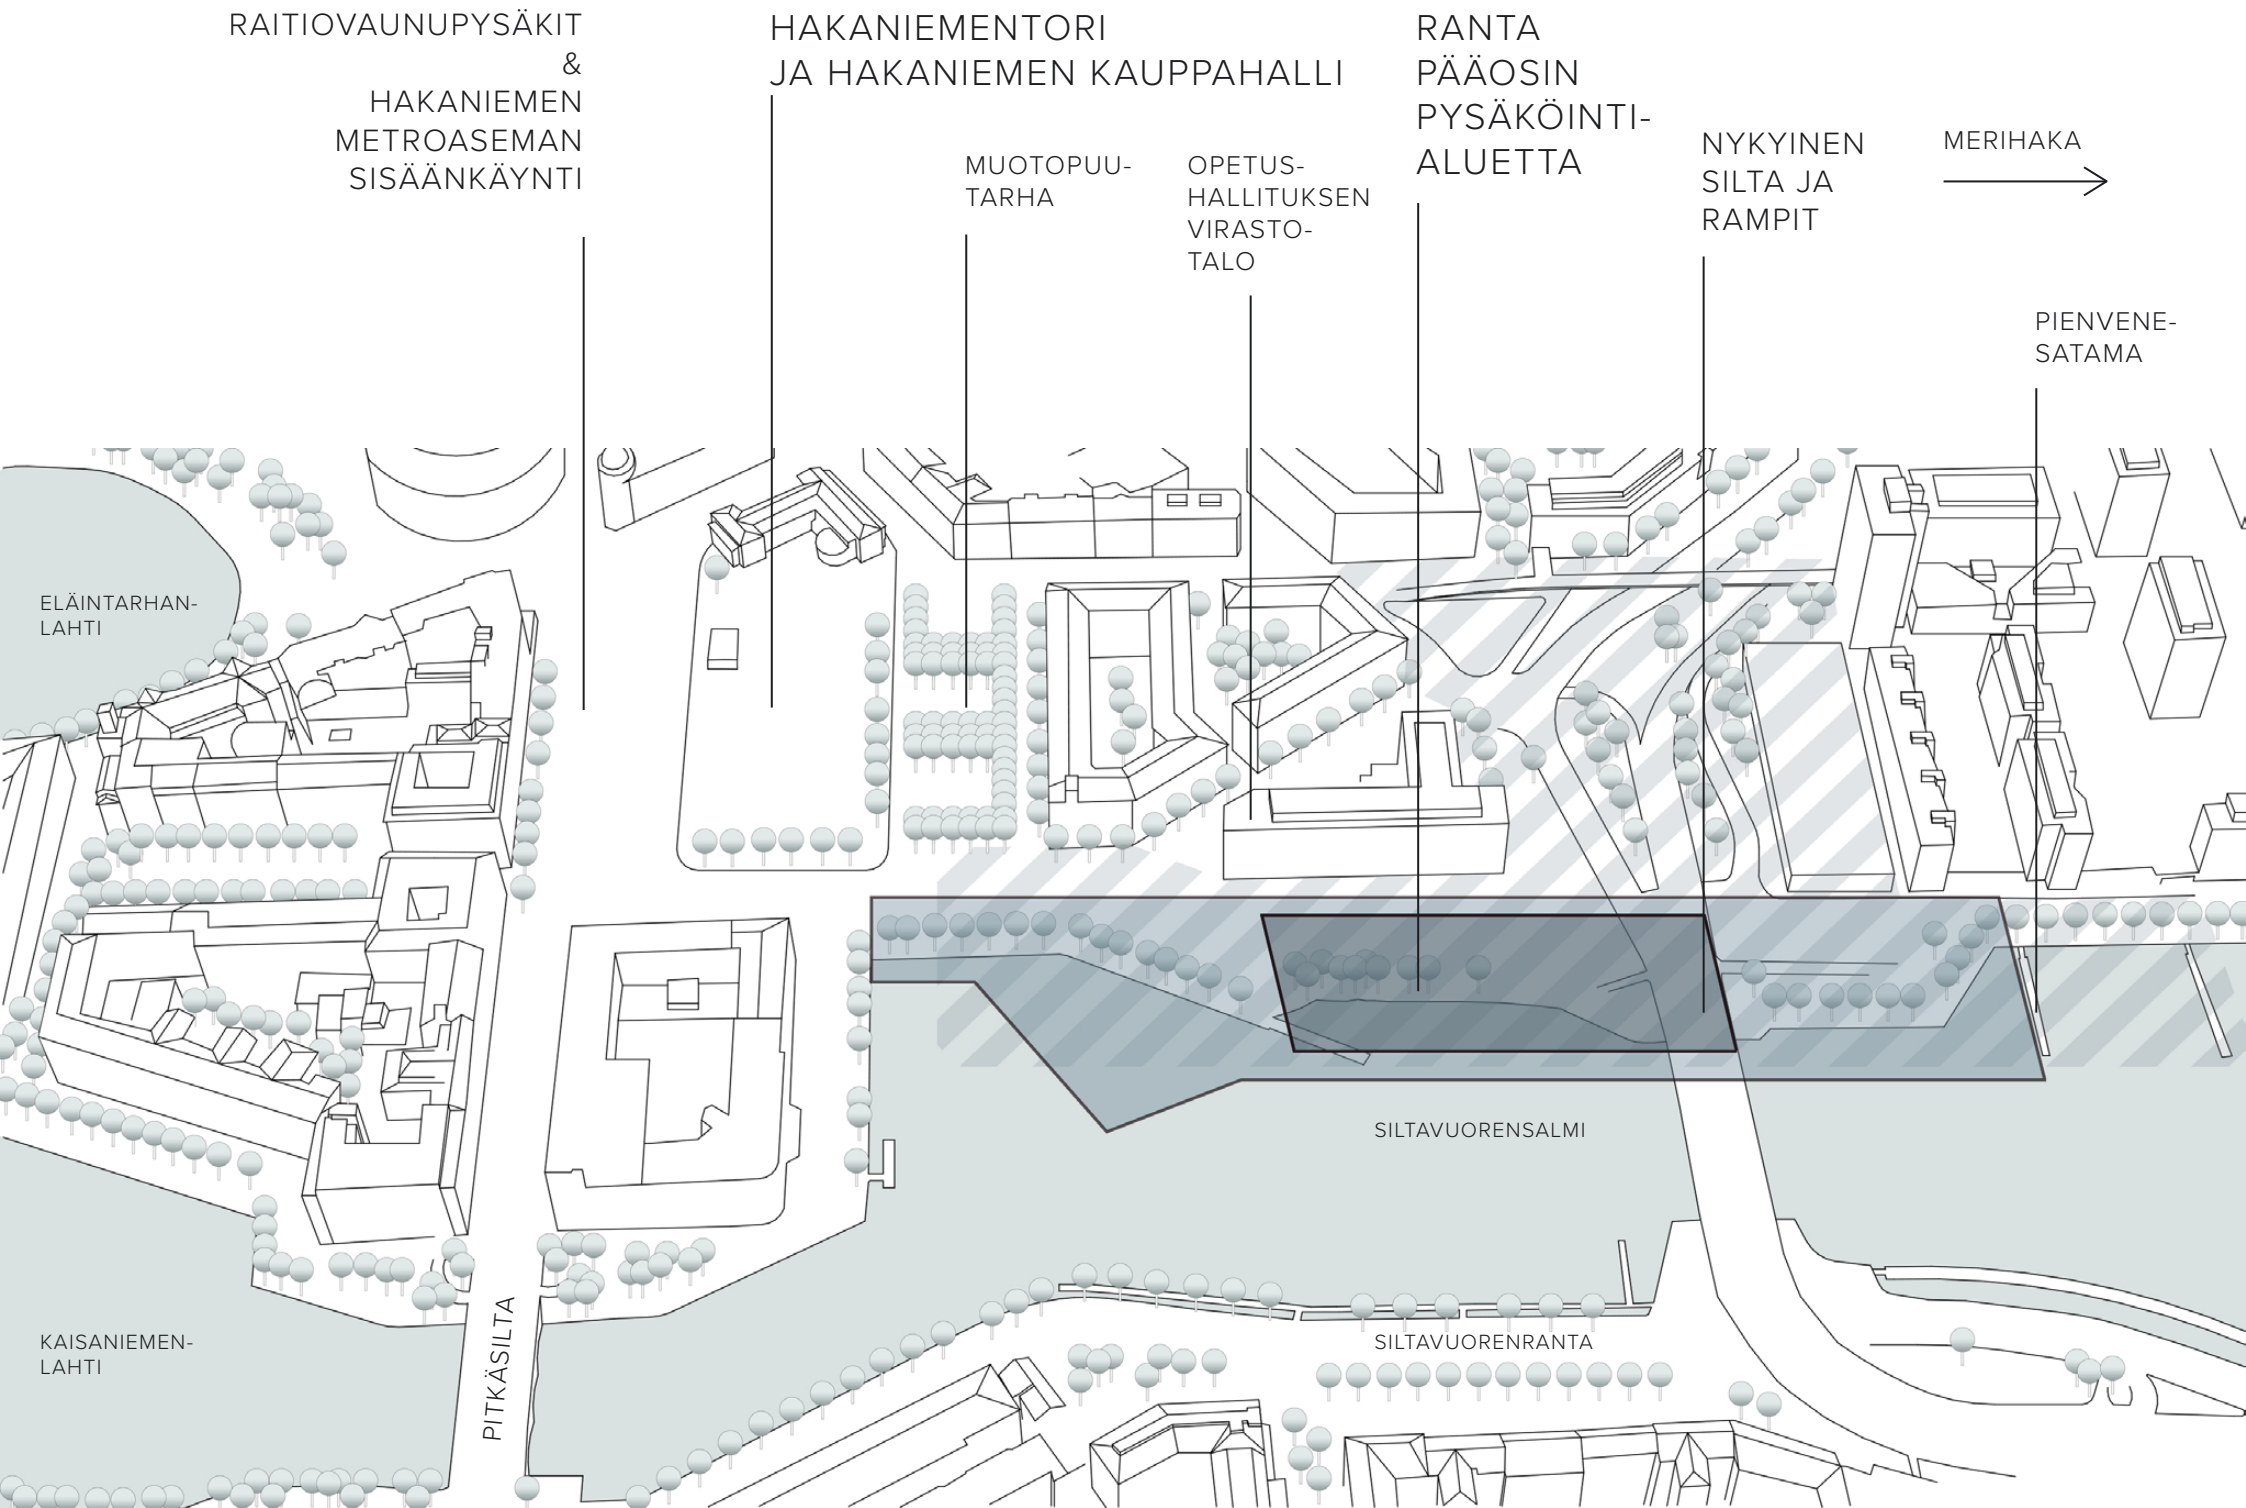 RAITIOVAUNUPYSÄKIT
&
HAKANIEMEN
METROASEMAN
SISÄÄNKÄYNTI
HAKANIEMENTORI
JA HAKANIEMEN KAUPPAHALLI
MUOTOPUU-
TARHA
OPETUS-
HALLITUKSEN
VIRASTO-
TALO
RANTA
PÄÄOSIN
PYSÄKÖINTI-
ALUETTA
NYKYINEN
SILTA JA
RAMPIT
MERIHAKA
PIENVENE-
SATAMA
ELÄINTARHAN-
LAHTI
SILTAVUORENSALMI
KAISANIEMEN-
LAHTI
PITKÄSILTA
SILTAVUORENRANTA